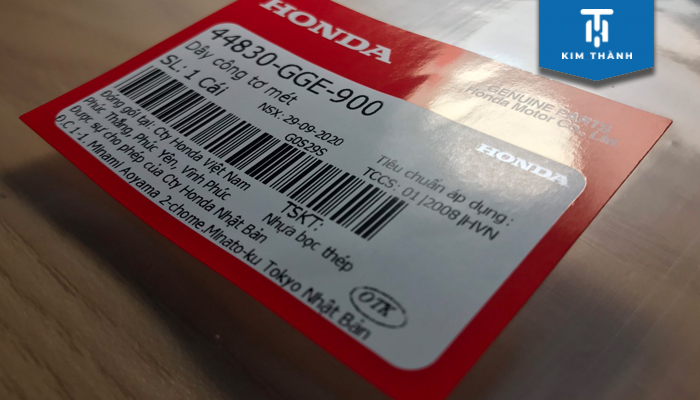 HONDA
GENUINE PARTS
Honda Motor Co., Ltd.
44830-GGE-900
Dây công tơ mét
SL: 1 Cái
NSX: 29-09-2020
G0S29S
HONDA
Tiêu chuẩn áp dụng:
TCCS: 01|2008|HVN
Đóng gói tại: Cty Honda Việt Nam
Phúc Thắng, Phúc Yên, Vĩnh Phúc
TSKT:
Nhựa bọc thép
Được sự cho phép của Cty Honda Nhật Bản
Đ.C 1-1, Minami Aoyama 2-chome.Minato-ku Tokyo Nhật Bản
OTK
KIM THÀNH